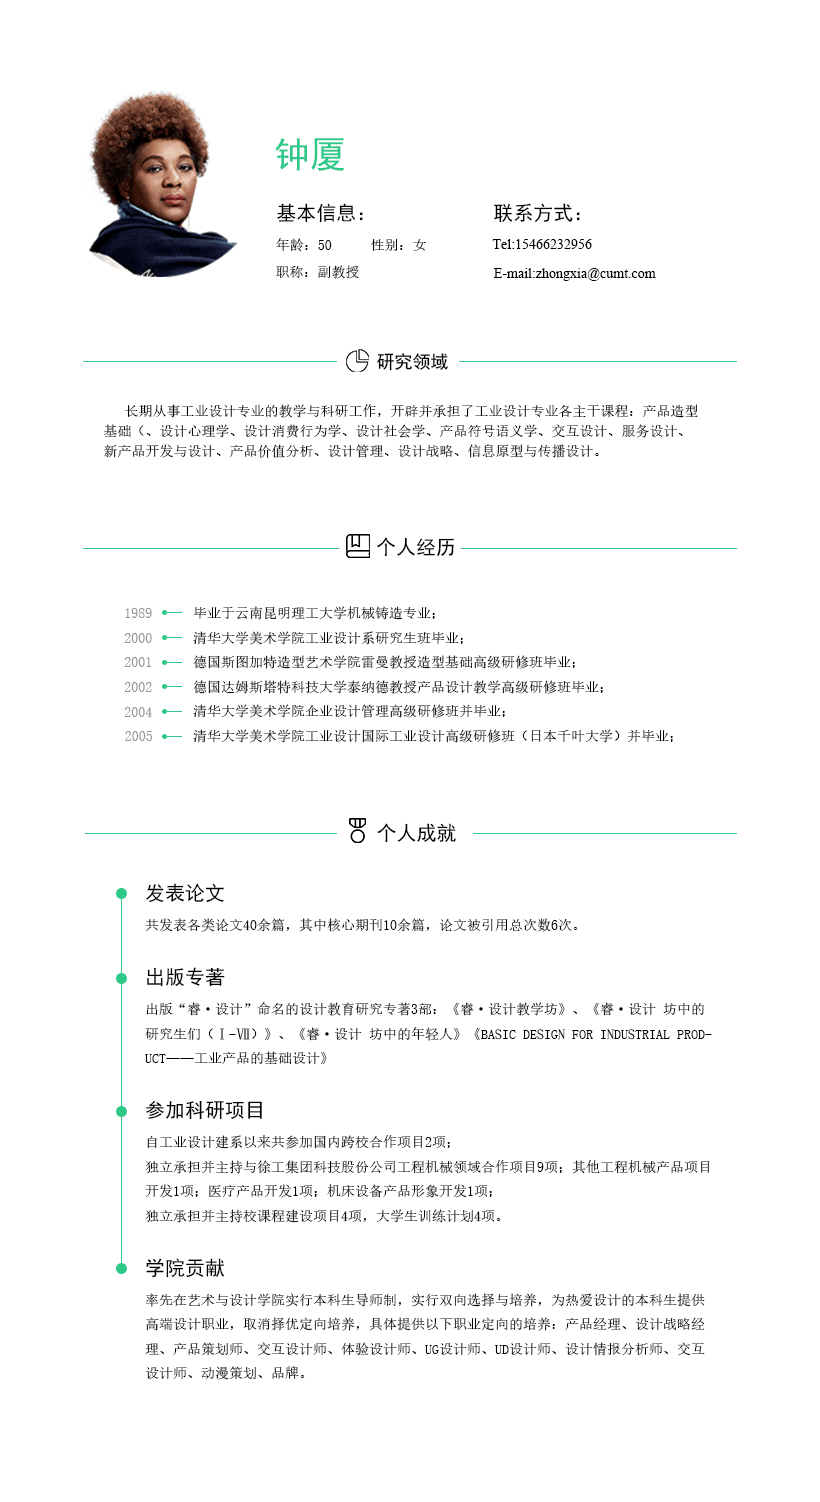 钟厦
基本信息：
年龄：50 性别：女
职称：副教授
联系方式：
Tel:15466232956
E-mail:zhongxia@cumt.com
研究领域
长期从事工业设计专业的教学与科研工作，开辟并承担了工业设计专业各主干课程：产品造型
基础（、设计心理学、设计消费行为学、设计社会学、产品符号语义学、交互设计、服务设计、
新产品开发与设计、产品价值分析、设计管理、设计战略、信息原型与传播设计。
个人经历
1989 毕业于云南昆明理工大学机械铸造专业；
2000 清华大学美术学院工业设计系研究生班毕业；
2001 德国斯图加特造型艺术学院雷曼教授造型基础高级研修班毕业；
2002 德国达姆斯塔特科技大学泰纳德教授产品设计教学高级研修班毕业；
2004 清华大学美术学院企业设计管理高级研修班并毕业；
2005 清华大学美术学院工业设计国际工业设计高级研修班（日本千叶大学）并毕业；
个人成就
发表论文
共发表各类论文40余篇，其中核心期刊10余篇，论文被引用总次数6次。
出版专著
出版“睿·设计”命名的设计教育研究专著3部：《睿·设计教学坊》、《睿·设计 坊中的
研究生们（Ⅰ-Ⅶ）》、《睿·设计 坊中的年轻人》《BASIC DESIGN FOR INDUSTRIAL PROD-
UCT——工业产品的基础设计》
参加科研项目
自工业设计建系以来共参加国内跨校合作项目2项；
独立承担并主持与徐工集团科技股份公司工程机械领域合作项目9项；其他工程机械产品项目
开发1项；医疗产品开发1项；机床设备产品形象开发1项；
独立承担并主持校课程建设项目4项，大学生训练计划4项。
学院贡献
率先在艺术与设计学院实行本科生导师制，实行双向选择与培养，为热爱设计的本科生提供
高端设计职业，取消择优定向培养，具体提供以下职业定向的培养：产品经理、设计战略经
理、产品策划师、交互设计师、体验设计师、UG设计师、UD设计师、设计情报分析师、交互
设计师、动漫策划、品牌。